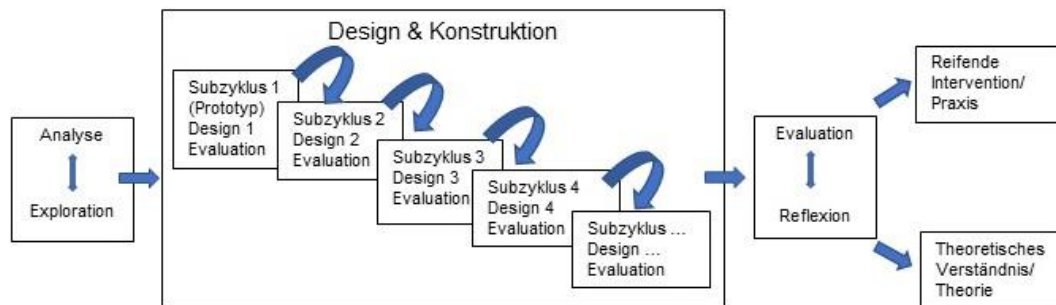 Design & Konstruktion
Analyse
Exploration
Subzyklus 1
(Prototyp)
Design 1
Evaluation
Subzyklus 2
Design 2
Evaluation
Subzyklus 3
Design 3
Evaluation
Subzyklus 4
Design 4
Evaluation
Subzyklus ...
Design ...
Evaluation
Evaluation
Reflexion
Reifende
Intervention/
Praxis
Theoretisches
Verständnis/
Theorie